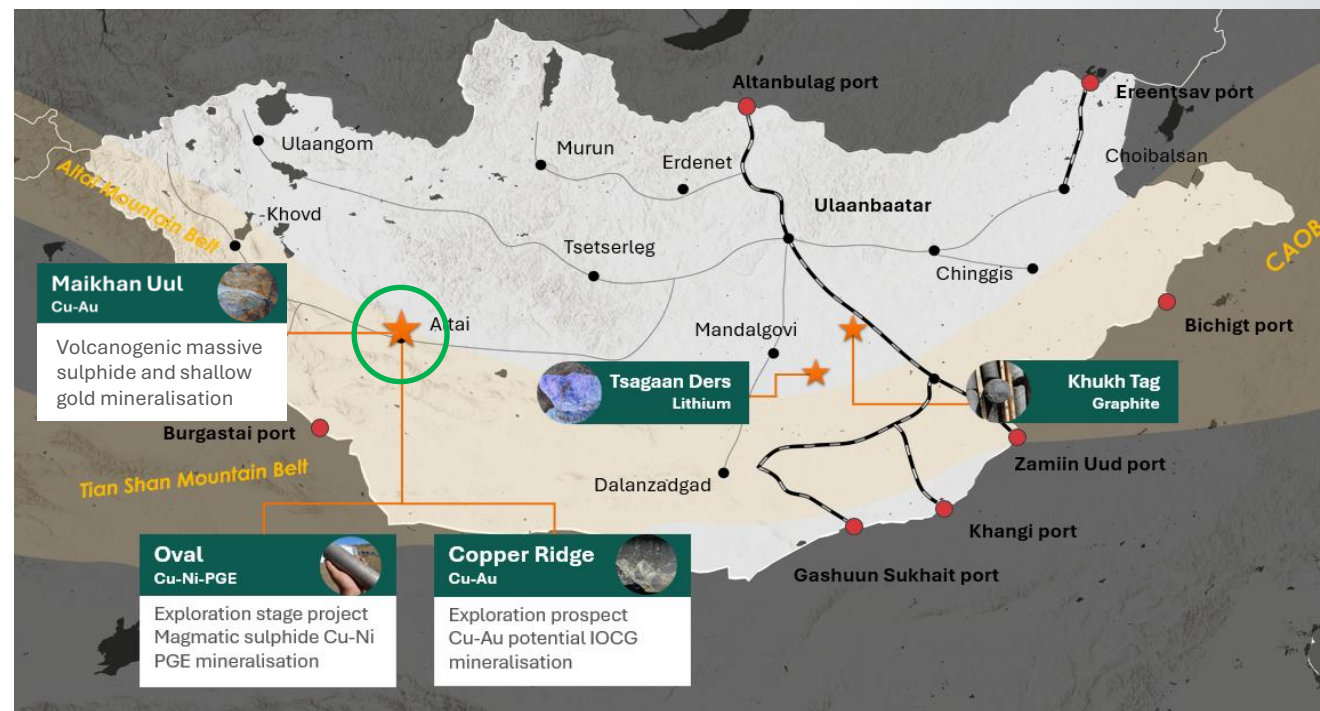 Altanbulag port
Ereentsav port
Ulaangom
Murun
Erdenet
Choibalsan
Altai Mountain Belt
Khovd
Ulaanbaatar
Tsetserleg
Chinggis
CAOB
Maikhan Uul
Cu-Au
Volcanogenic massive
sulphide and shallow
gold mineralisation
Altai
Mandalgovi
Bichigt port
Tsagaan Ders
Lithium
Khukh Tag
Graphite
Burgastai port
Zamiin Uud port
Tian Shan Mountain Belt
Dalanzadgad
Khangi port
Gashuun Sukhait port
Oval
Cu-Ni-PGE
Exploration stage project
Magmatic sulphide Cu-Ni
PGE mineralisation
Copper Ridge
Cu-Au
Exploration prospect
Cu-Au potential IOCG
mineralisation